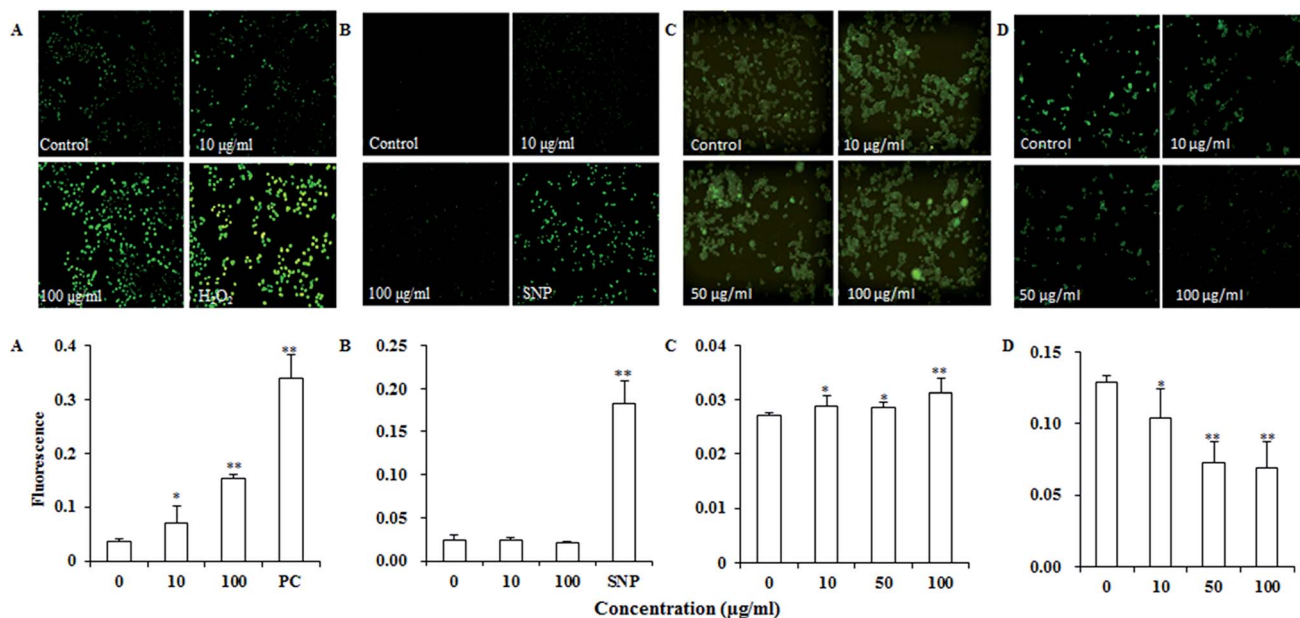 A
Control
10 μg/ml
100 μg/ml
H₂O₂
B
Control
10 μg/ml
100 μg/ml
SNP
C
Control
10 μg/ml
50 μg/ml
100 μg/ml
D
Control
10 μg/ml
50 μg/ml
100 μg/ml
A
Fluorescence
0.4
0.3
0.2
0.1
0
*
**
**
0 10 100 PC
B
0.25
0.20
0.15
0.10
0.05
0.00
**
0 10 100 SNP
C
0.04
0.03
0.02
0.01
0
*
*
**
0 10 50 100
D
0.15
0.10
0.05
0.00
*
**
**
0 10 50 100
Concentration (μg/ml)